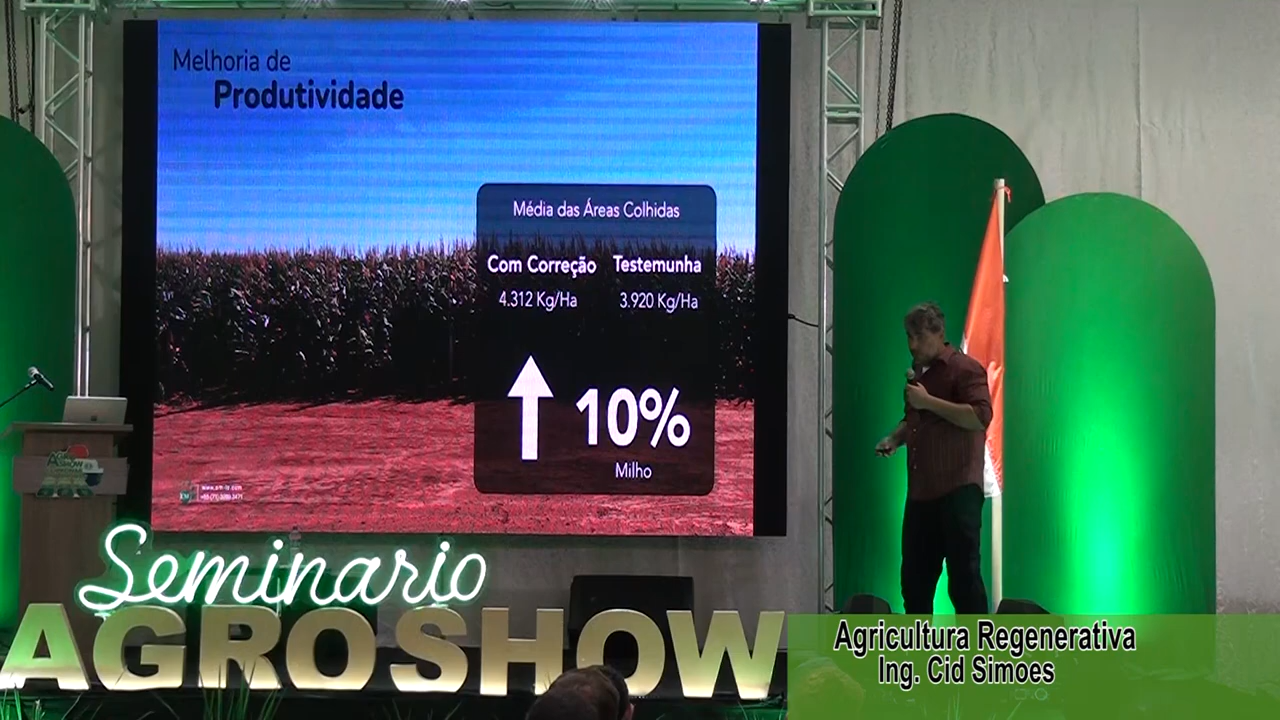 Melhoria de
Produtividade
Média das Áreas Colhidas
Com Correção Testemunha
4.312 Kg/Ha 3.920 Kg/Ha
10%
Milho
AGROSHOW
Seminario
AGROSHOW
Agricultura Regenerativa
Ing. Cid Simoes